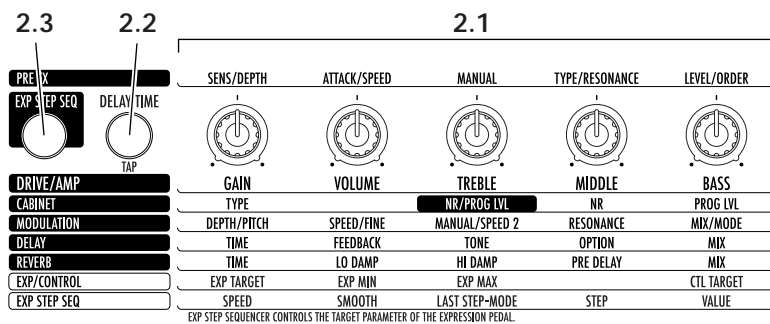 2.3 2.2 2.1
PRE FX SENS/DEPTH ATTACK/SPEED MANUAL TYPE/RESONANCE LEVEL/ORDER
EXP STEP SEQ DELAY TIME
TAP
DRIVE/AMP GAIN VOLUME TREBLE MIDDLE BASS
CABINET TYPE NR/PROG LVL NR PROG LVL
MODULATION DEPTH/PITCH SPEED/FINE MANUAL/SPEED 2 RESONANCE MIX/MODE
DELAY TIME FEEDBACK TONE OPTION MIX
REVERB TIME LO DAMP HI DAMP PRE DELAY MIX
EXP/CONTROL EXP TARGET EXP MIN EXP MAX CTL TARGET
EXP STEP SEQ SPEED SMOOTH LAST STEP-MODE STEP VALUE
EXP STEP SEQUENCER CONTROLS THE TARGET PARAMETER OF THE EXPRESSION PEDAL.